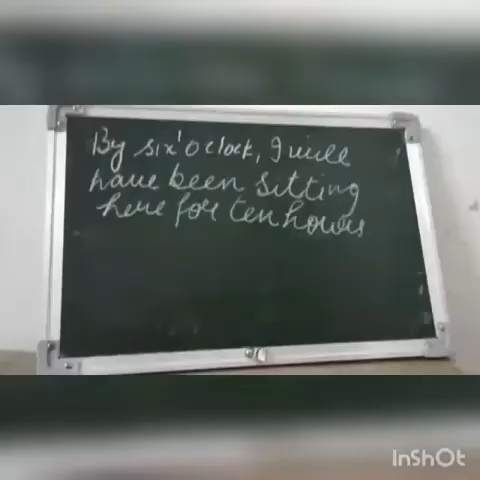 By six'o clock, I will
have been sitting
here for ten hours.
InShOt